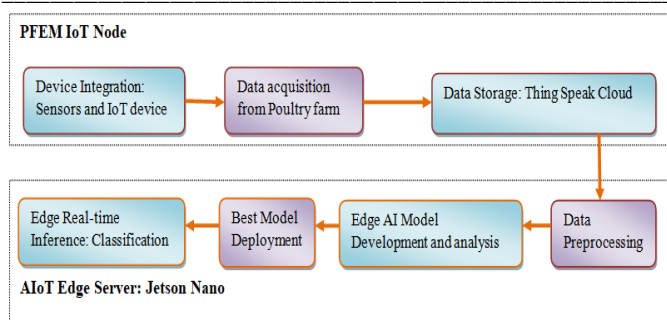 PFEM IoT Node
Device Integration:
Sensors and IoT device
Data acquisition
from Poultry farm
Data Storage: Thing Speak Cloud
Edge Real-time
Inference: Classification
Best Model
Deployment
Edge AI Model
Development and analysis
Data
Preprocessing
AIoT Edge Server: Jetson Nano